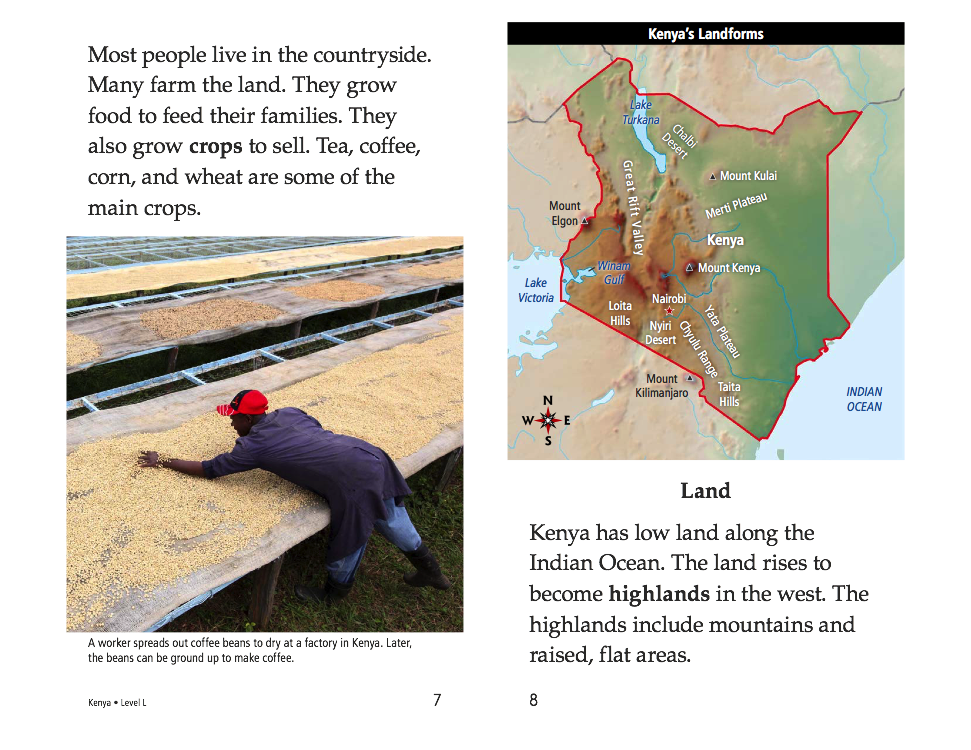 Most people live in the countryside.
Many farm the land. They grow
food to feed their families. They
also grow crops to sell. Tea, coffee,
corn, and wheat are some of the
main crops.
A worker spreads out coffee beans to dry at a factory in Kenya. Later,
the beans can be ground up to make coffee.
Kenya • Level L
7
Kenya's Landforms
Lake
Turkana
Chalbi
Desert
Great Rift Valley
Mount Kulai
Merti Plateau
Mount
Elgon
Kenya
Winam
Gulf
Mount Kenya
Lake
Victoria
Loita
Hills
Nairobi
Nyiri
Desert
Chyulu Range
Yata Plateau
Mount
Kilimanjaro
Taita
Hills
INDIAN
OCEAN
N
W
E
S
Land
Kenya has low land along the
Indian Ocean. The land rises to
become highlands in the west. The
highlands include mountains and
raised, flat areas.
8